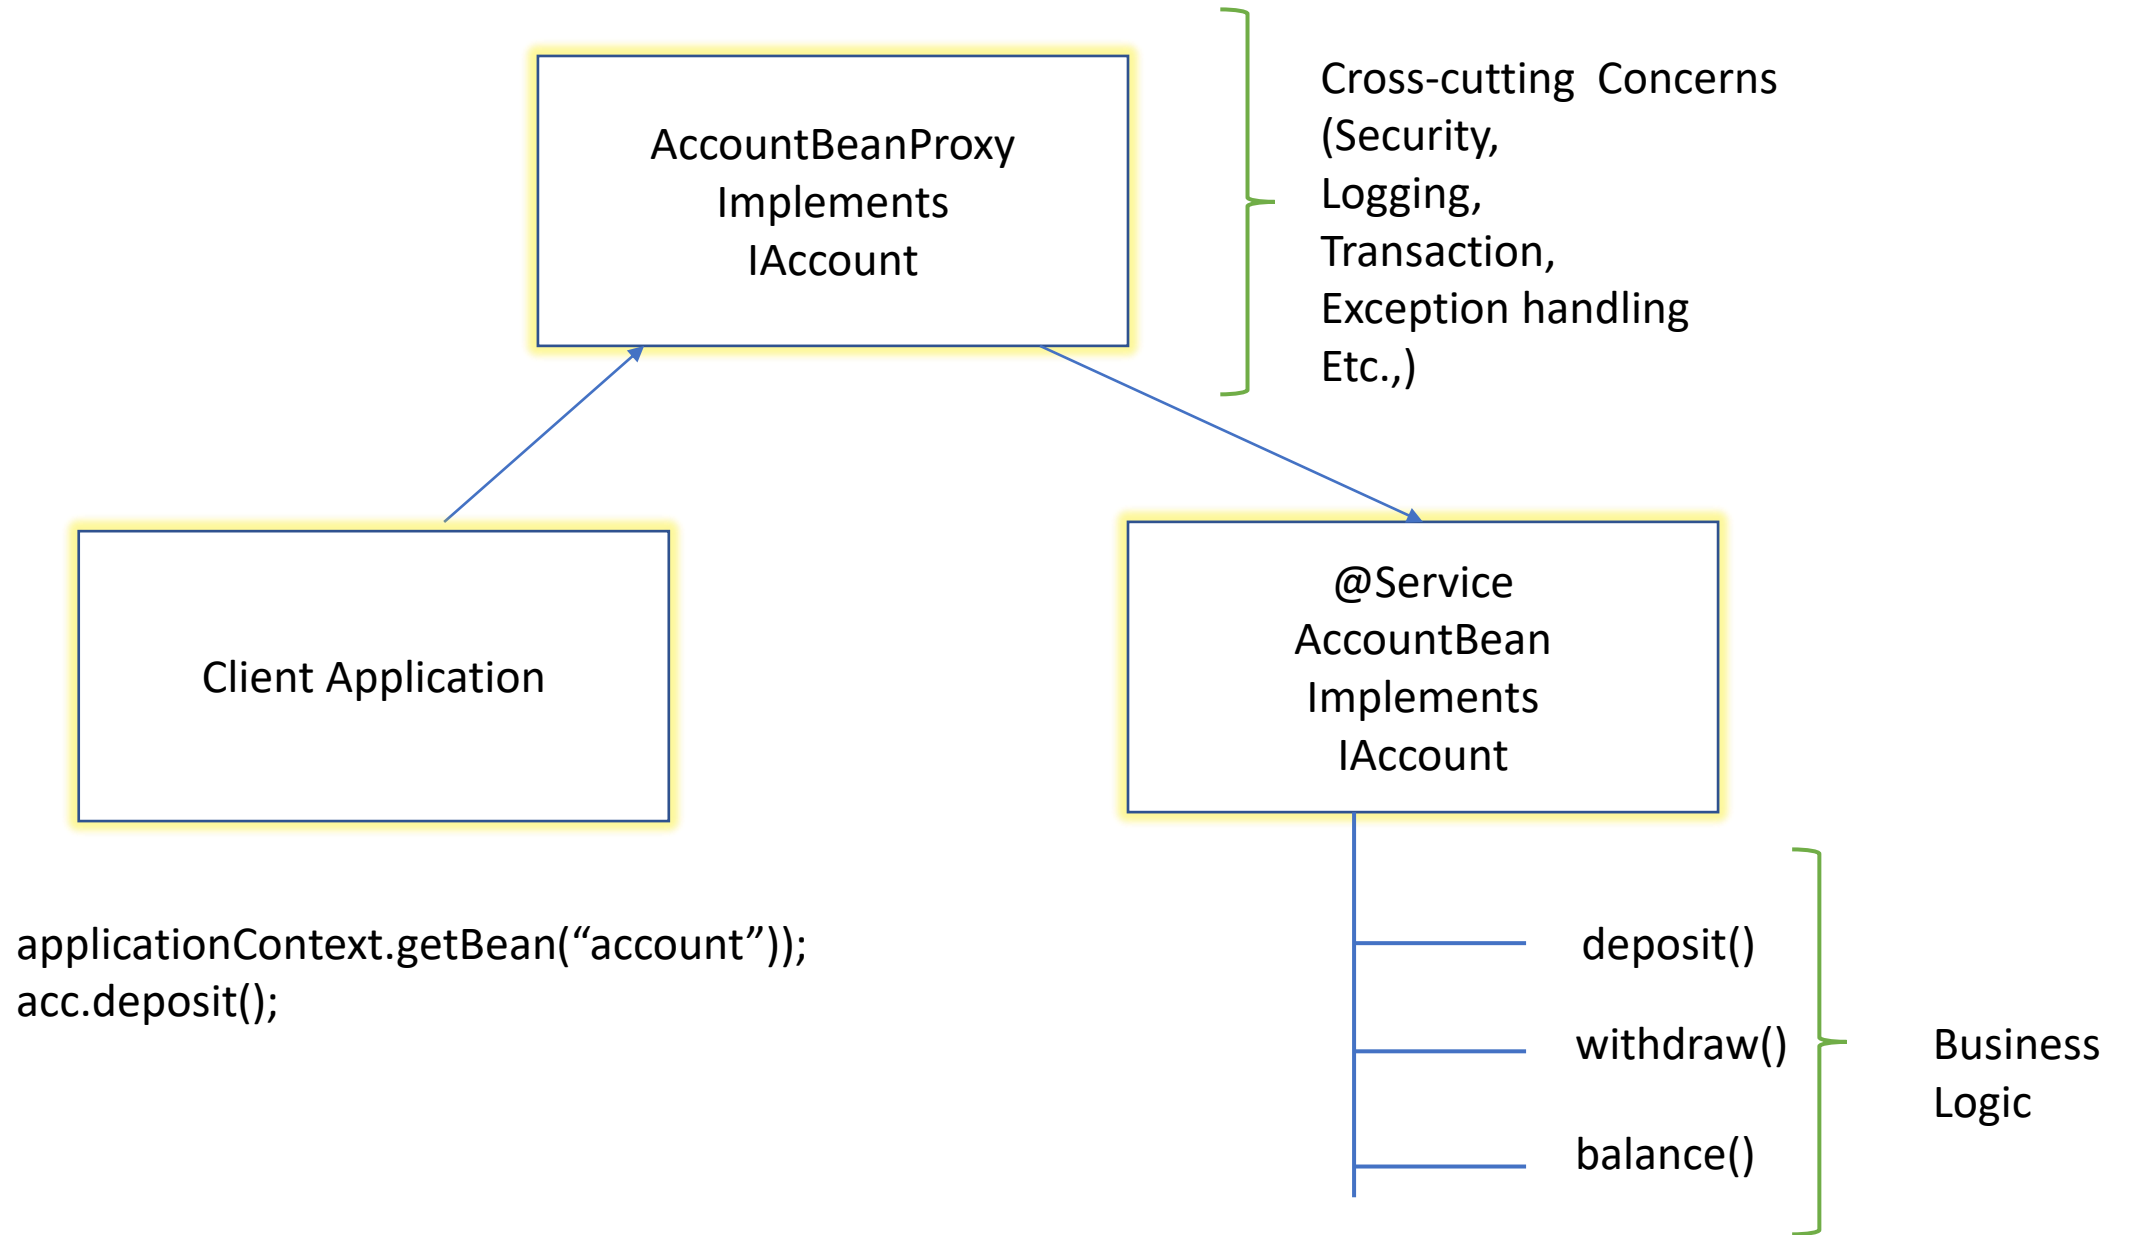 AccountBeanProxy
Implements
IAccount
Cross-cutting  Concerns
(Security,
Logging,
Transaction,
Exception handling
Etc.,)
Client Application
@Service
AccountBean
Implements
IAccount
applicationContext.getBean(“account”));
acc.deposit();
deposit()
withdraw()
balance()
Business
Logic